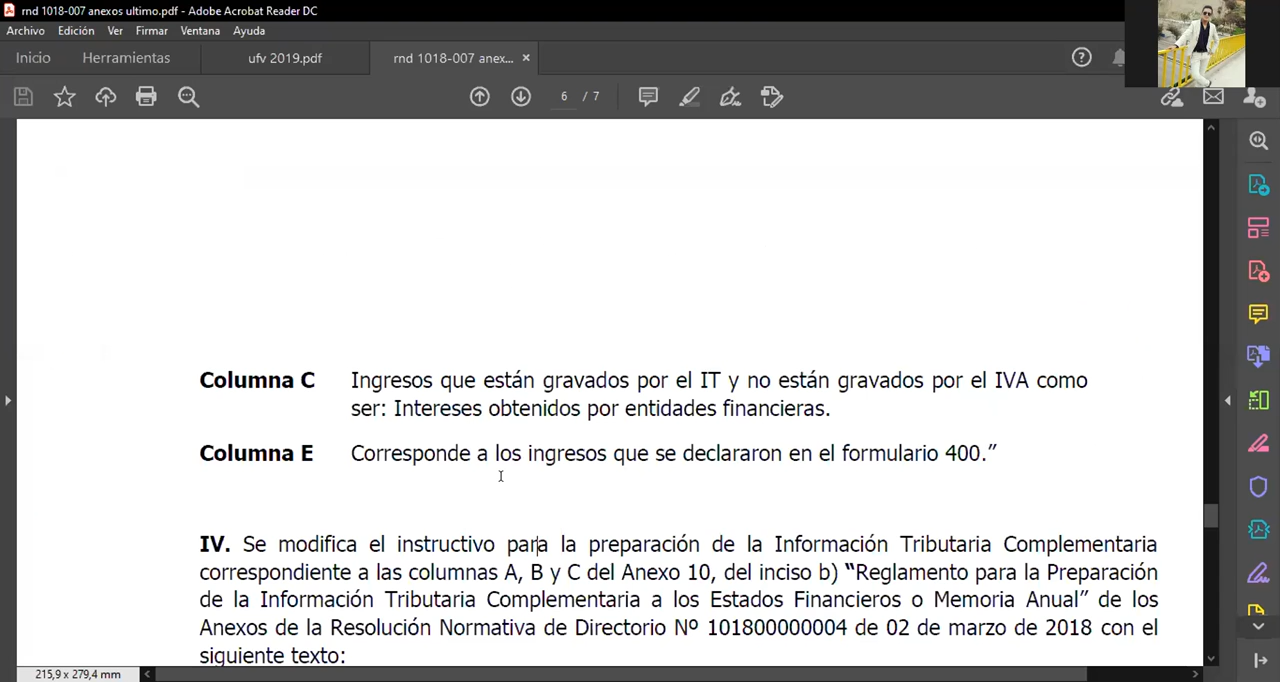 rnd 1018-007 anexos ultimo.pdf - Adobe Acrobat Reader DC
Archivo Edición Ver Firmar Ventana Ayuda
Inicio Herramientas ufv 2019.pdf rnd 1018-007 anex... ×
6 / 7
Columna C Ingresos que están gravados por el IT y no están gravados por el IVA como
ser: Intereses obtenidos por entidades financieras.
Columna E Corresponde a los ingresos que se declararon en el formulario 400.”
IV. Se modifica el instructivo para la preparación de la Información Tributaria Complementaria
correspondiente a las columnas A, B y C del Anexo 10, del inciso b) “Reglamento para la Preparación
de la Información Tributaria Complementaria a los Estados Financieros o Memoria Anual” de los
Anexos de la Resolución Normativa de Directorio Nº 101800000004 de 02 de marzo de 2018 con el
siguiente texto:
215,9 x 279,4 mm